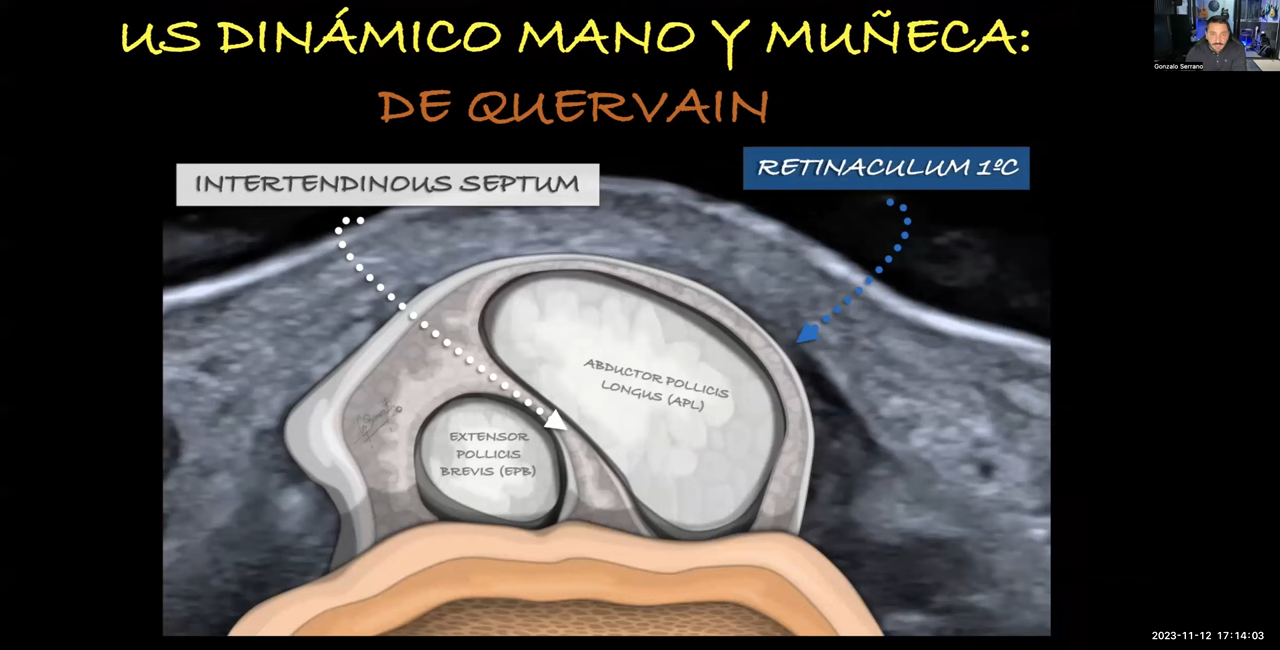 US DINÁMICO MANO Y MUÑECA:
DE QUERVAIN
Gonzalo Serrano
INTERTENDINOUS SEPTUM
RETINACULUM 1ºC
ABDUCTOR POLLICIS
LONGUS (APL)
EXTENSOR
POLLICIS
BREVIS (EPB)
2023-11-12 17:14:03